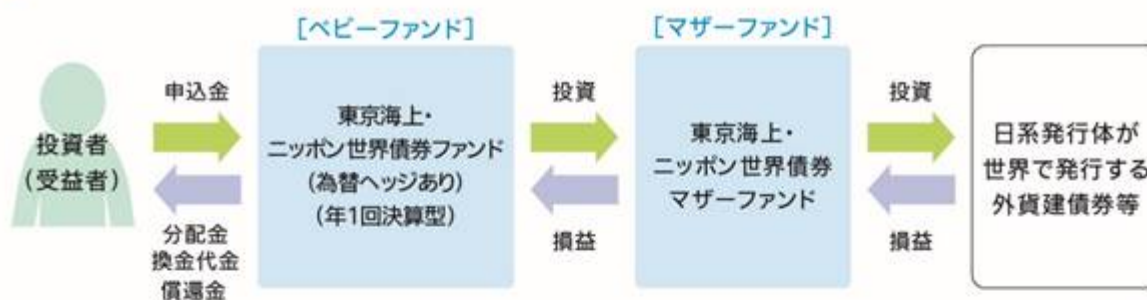 [ベビーファンド]
[マザーファンド]
投資者
(受益者)
申込金
分配金
換金代金
償還金
東京海上・
ニッポン世界債券ファンド
(為替ヘッジあり)
(年1回決算型)
投資
損益
東京海上・
ニッポン世界債券
マザーファンド
投資
損益
日系発行体が
世界で発行する
外貨建債券等